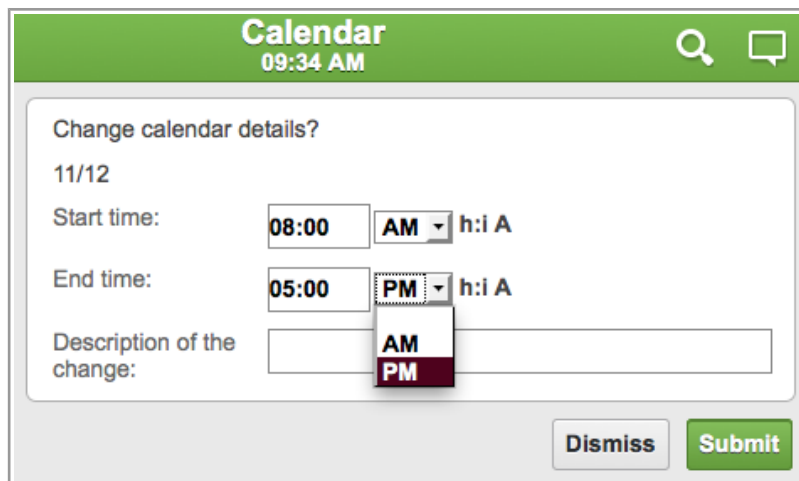 Calendar
09:34 AM
Change calendar details?
11/12
Start time: 08:00 AM h:i A
End time: 05:00 PM h:i A
AM
PM
Description of the
change:
Dismiss Submit